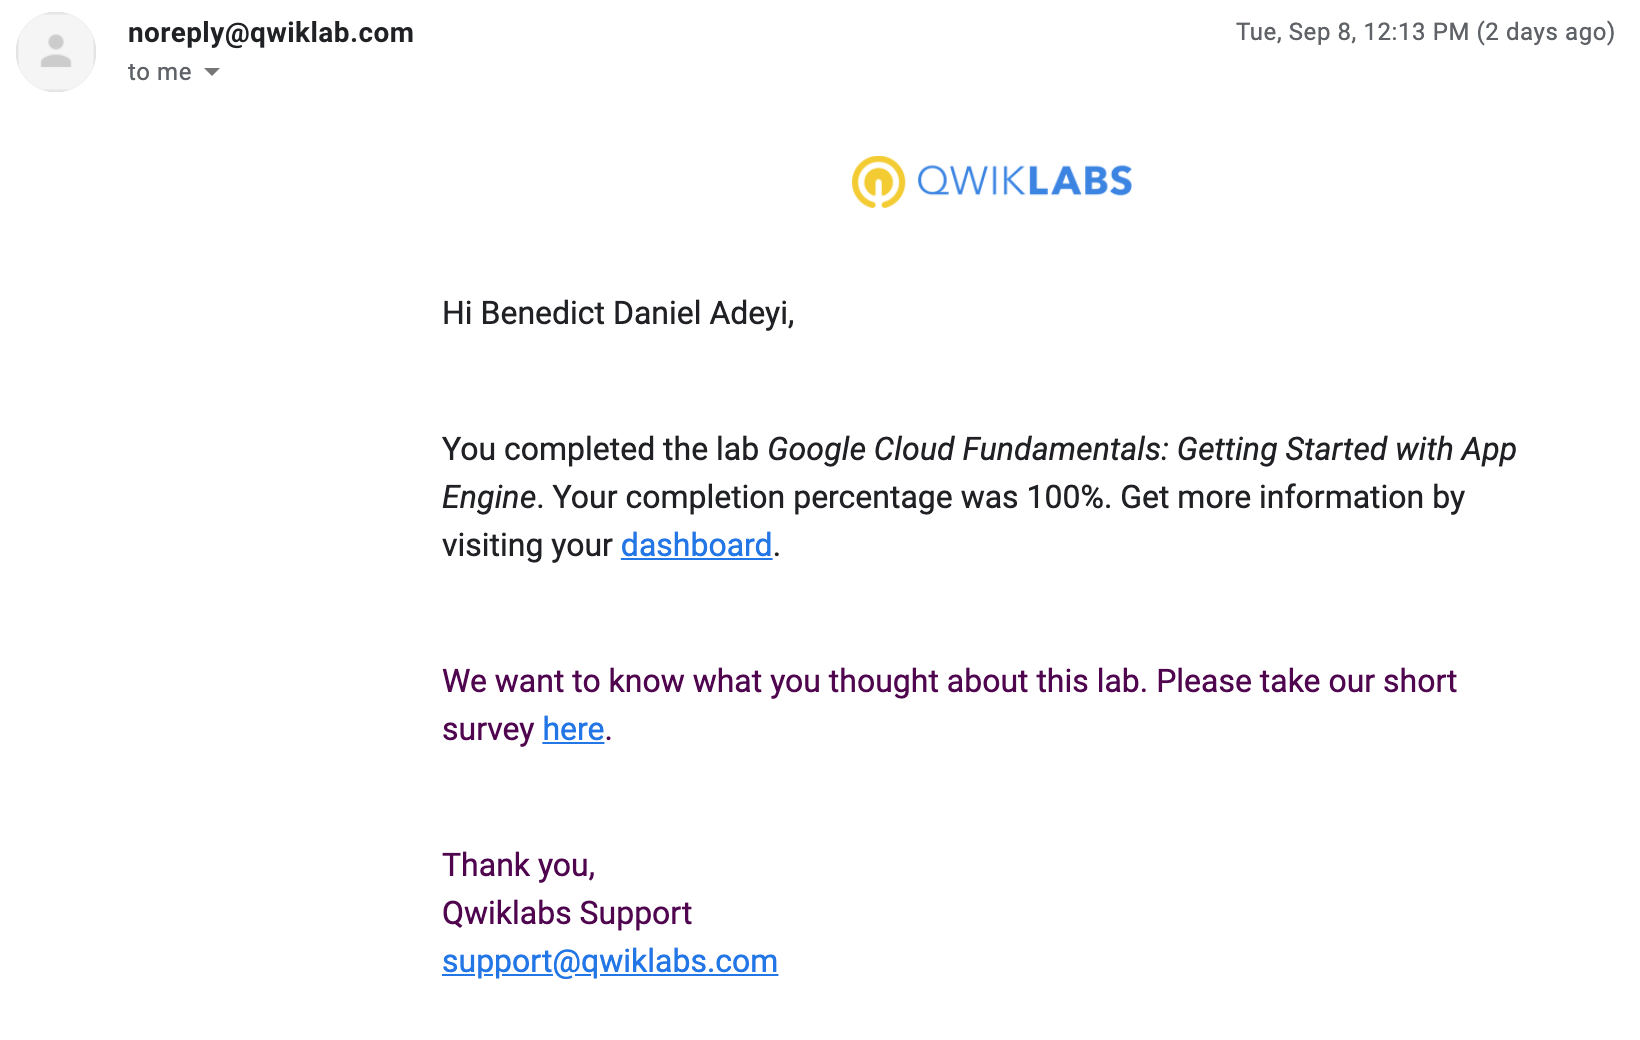 noreply@qwiklab.com
Tue, Sep 8, 12:13 PM (2 days ago)
to me
QWIKLABS
Hi Benedict Daniel Adeyi,
You completed the lab Google Cloud Fundamentals: Getting Started with App
Engine. Your completion percentage was 100%. Get more information by
visiting your dashboard.
We want to know what you thought about this lab. Please take our short
survey here.
Thank you,
Qwiklabs Support
support@qwiklabs.com